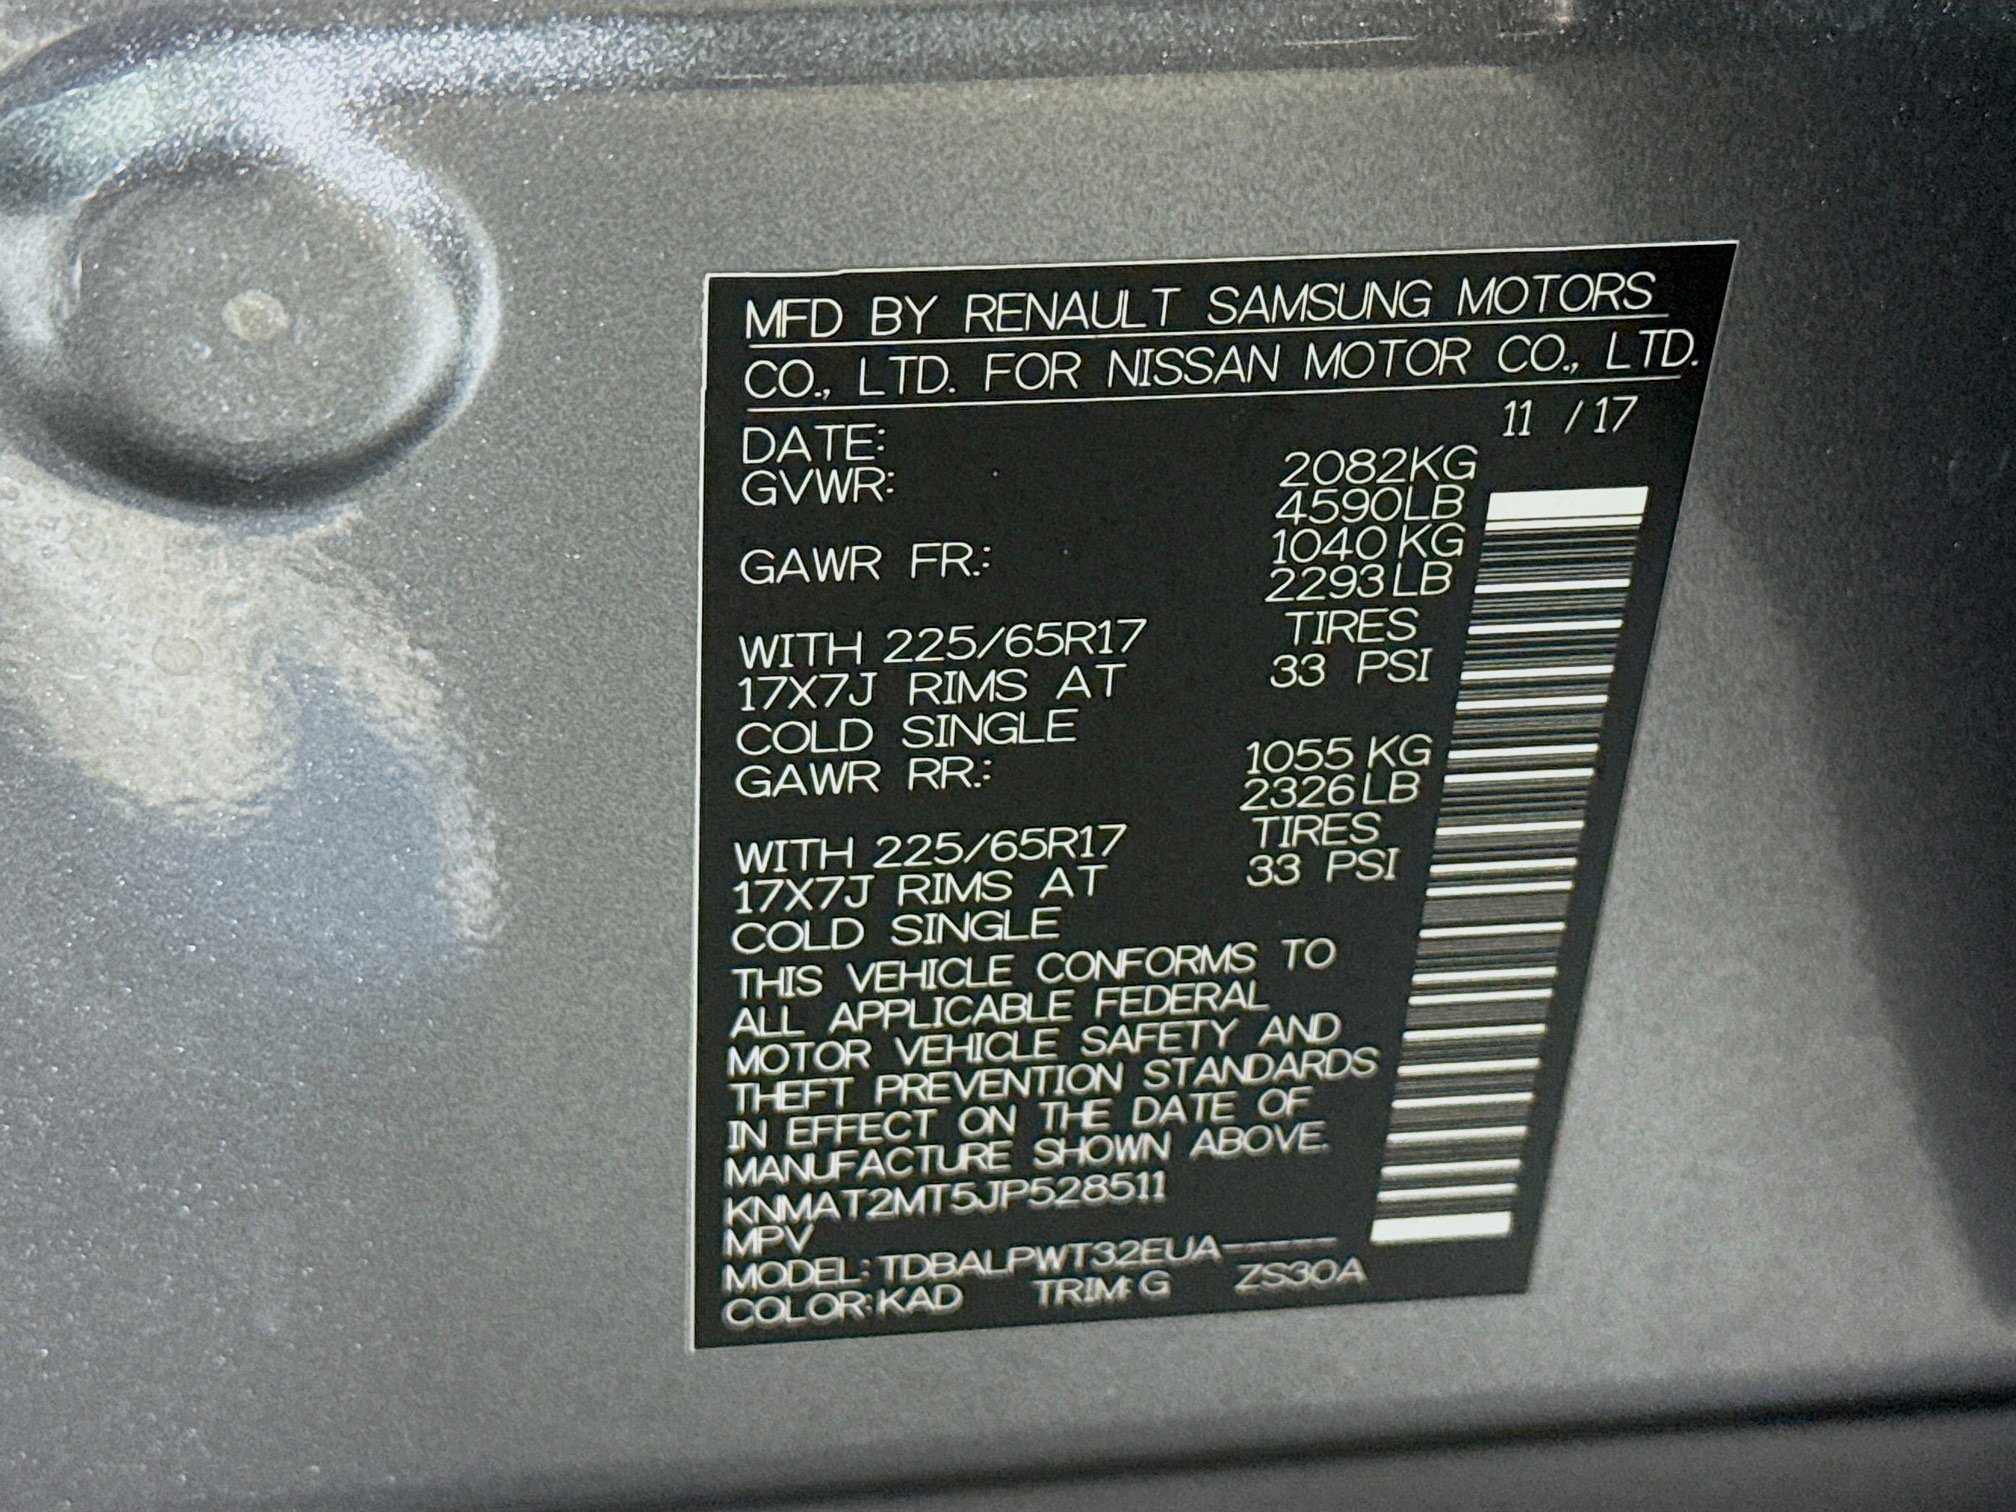 MFD BY RENAULT SAMSUNG MOTORS
CO., LTD. FOR NISSAN MOTOR CO., LTD.
DATE: 11 / 17
GVWR: 2082KG
4590LB
GAWR FR.: 1040 KG
2293LB
WITH 225/65R17 TIRES
17X7J RIMS AT 33 PSI
COLD SINGLE
GAWR RR.: 1055 KG
2326LB
WITH 225/65R17 TIRES
17X7J RIMS AT 33 PSI
COLD SINGLE
THIS VEHICLE CONFORMS TO
ALL APPLICABLE FEDERAL
MOTOR VEHICLE SAFETY AND
THEFT PREVENTION STANDARDS
IN EFFECT ON THE DATE OF
MANUFACTURE SHOWN ABOVE.
KNMAT2MT5JP528511
MPV
MODEL: TDBALPWT32EUA-----
COLOR:KAD TRIM:G ZS30A